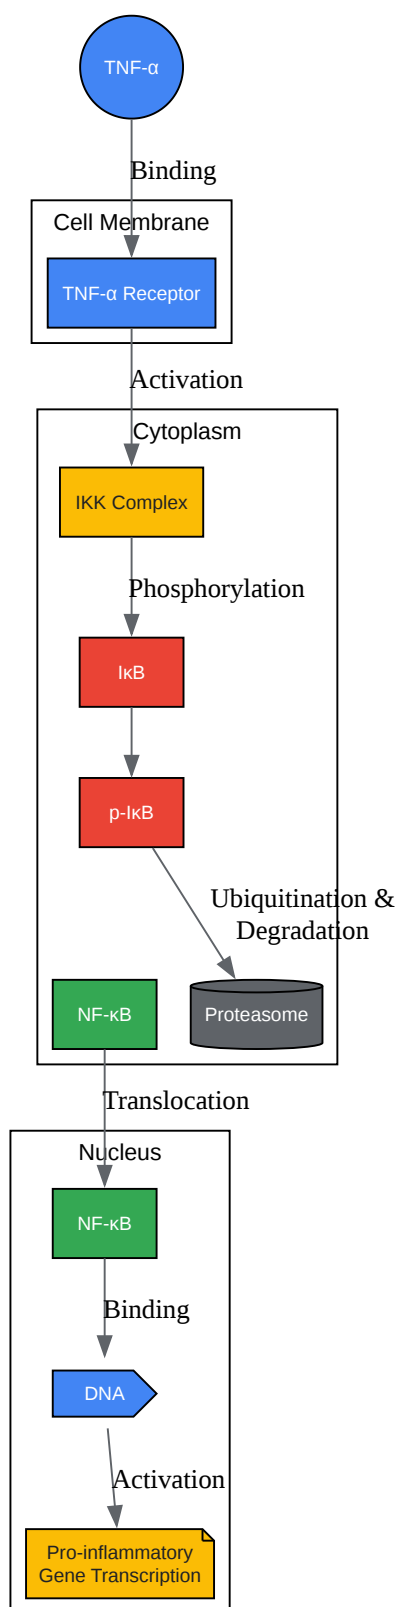 TNF-α
Binding
Cell Membrane
TNF-α Receptor
Activation
Cytoplasm
IKK Complex
Phosphorylation
IκB
p-IκB
Ubiquitination &
Degradation
NF-κB
Proteasome
Translocation
Nucleus
NF-κB
Binding
DNA
Activation
Pro-inflammatory
Gene Transcription